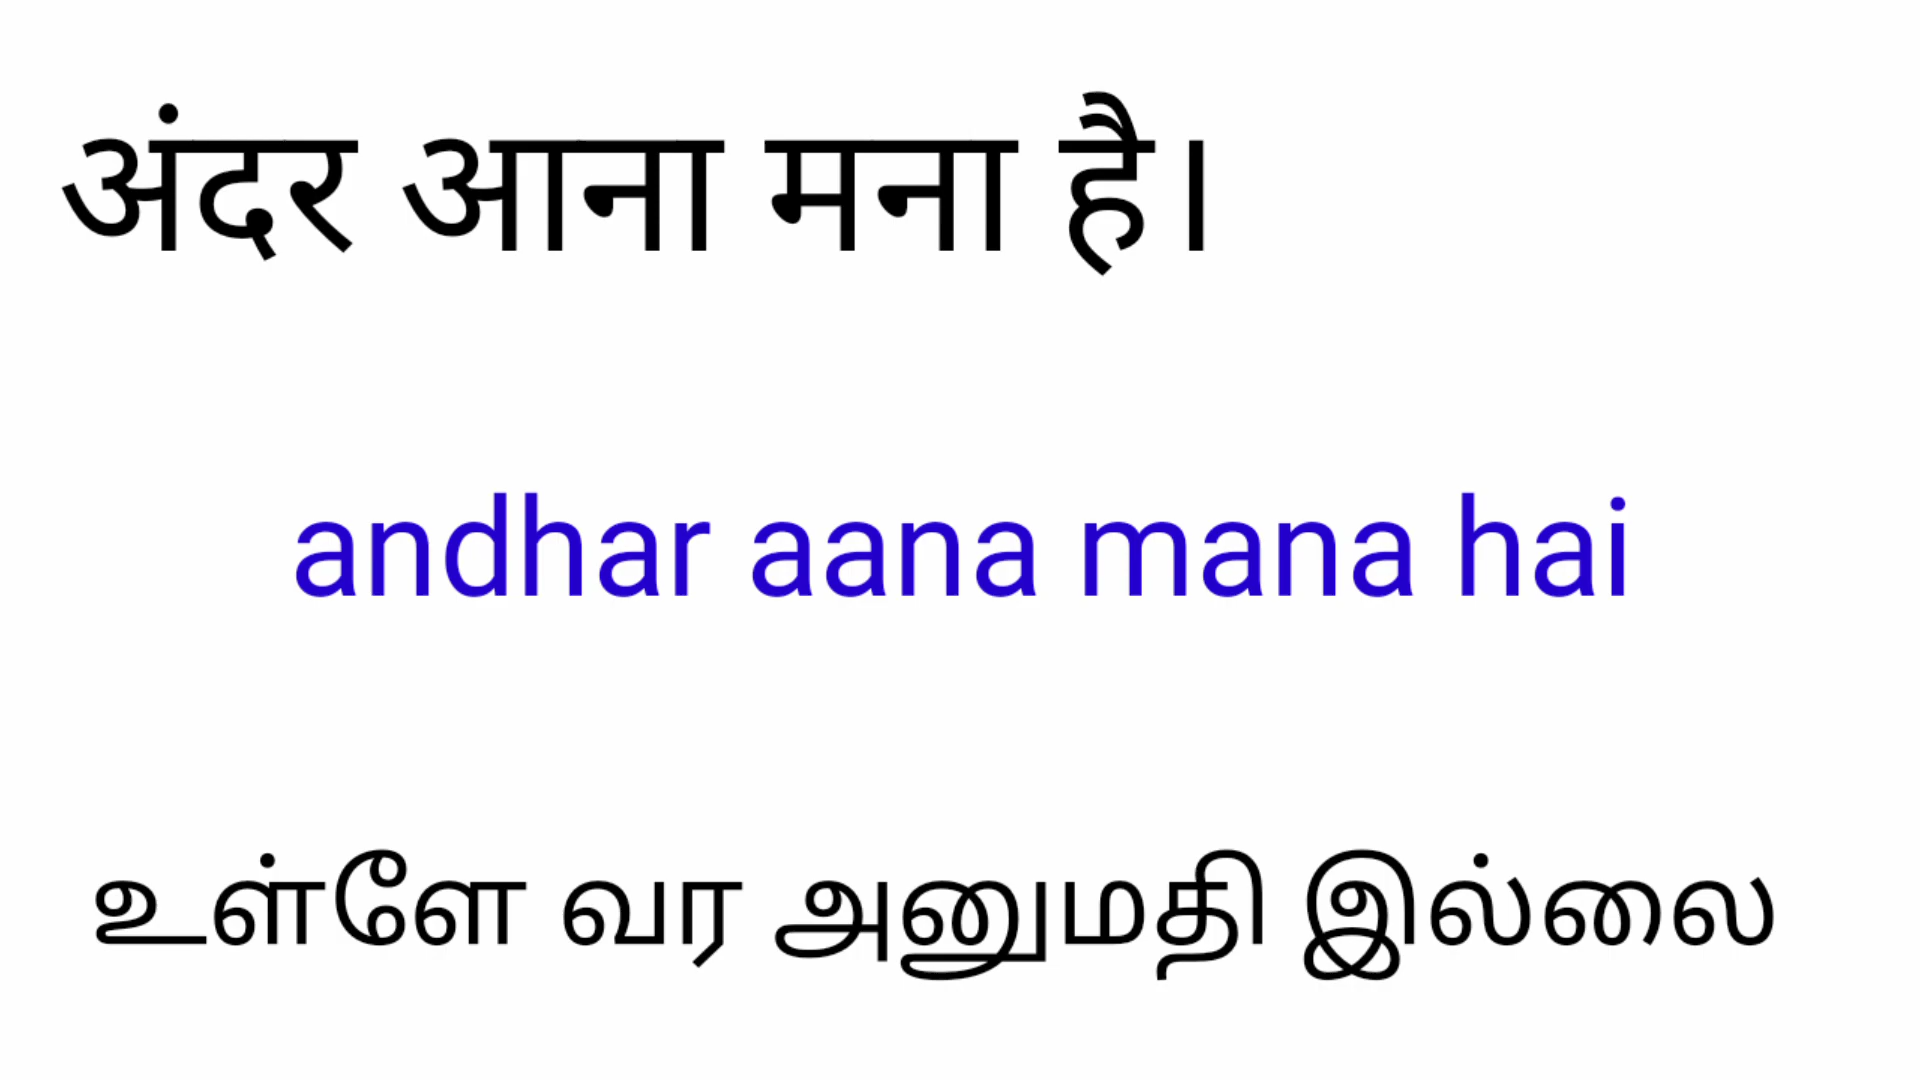 अंदर आना मना है।
andhar aana mana hai
உள்ளே வர அனுமதி இல்லை